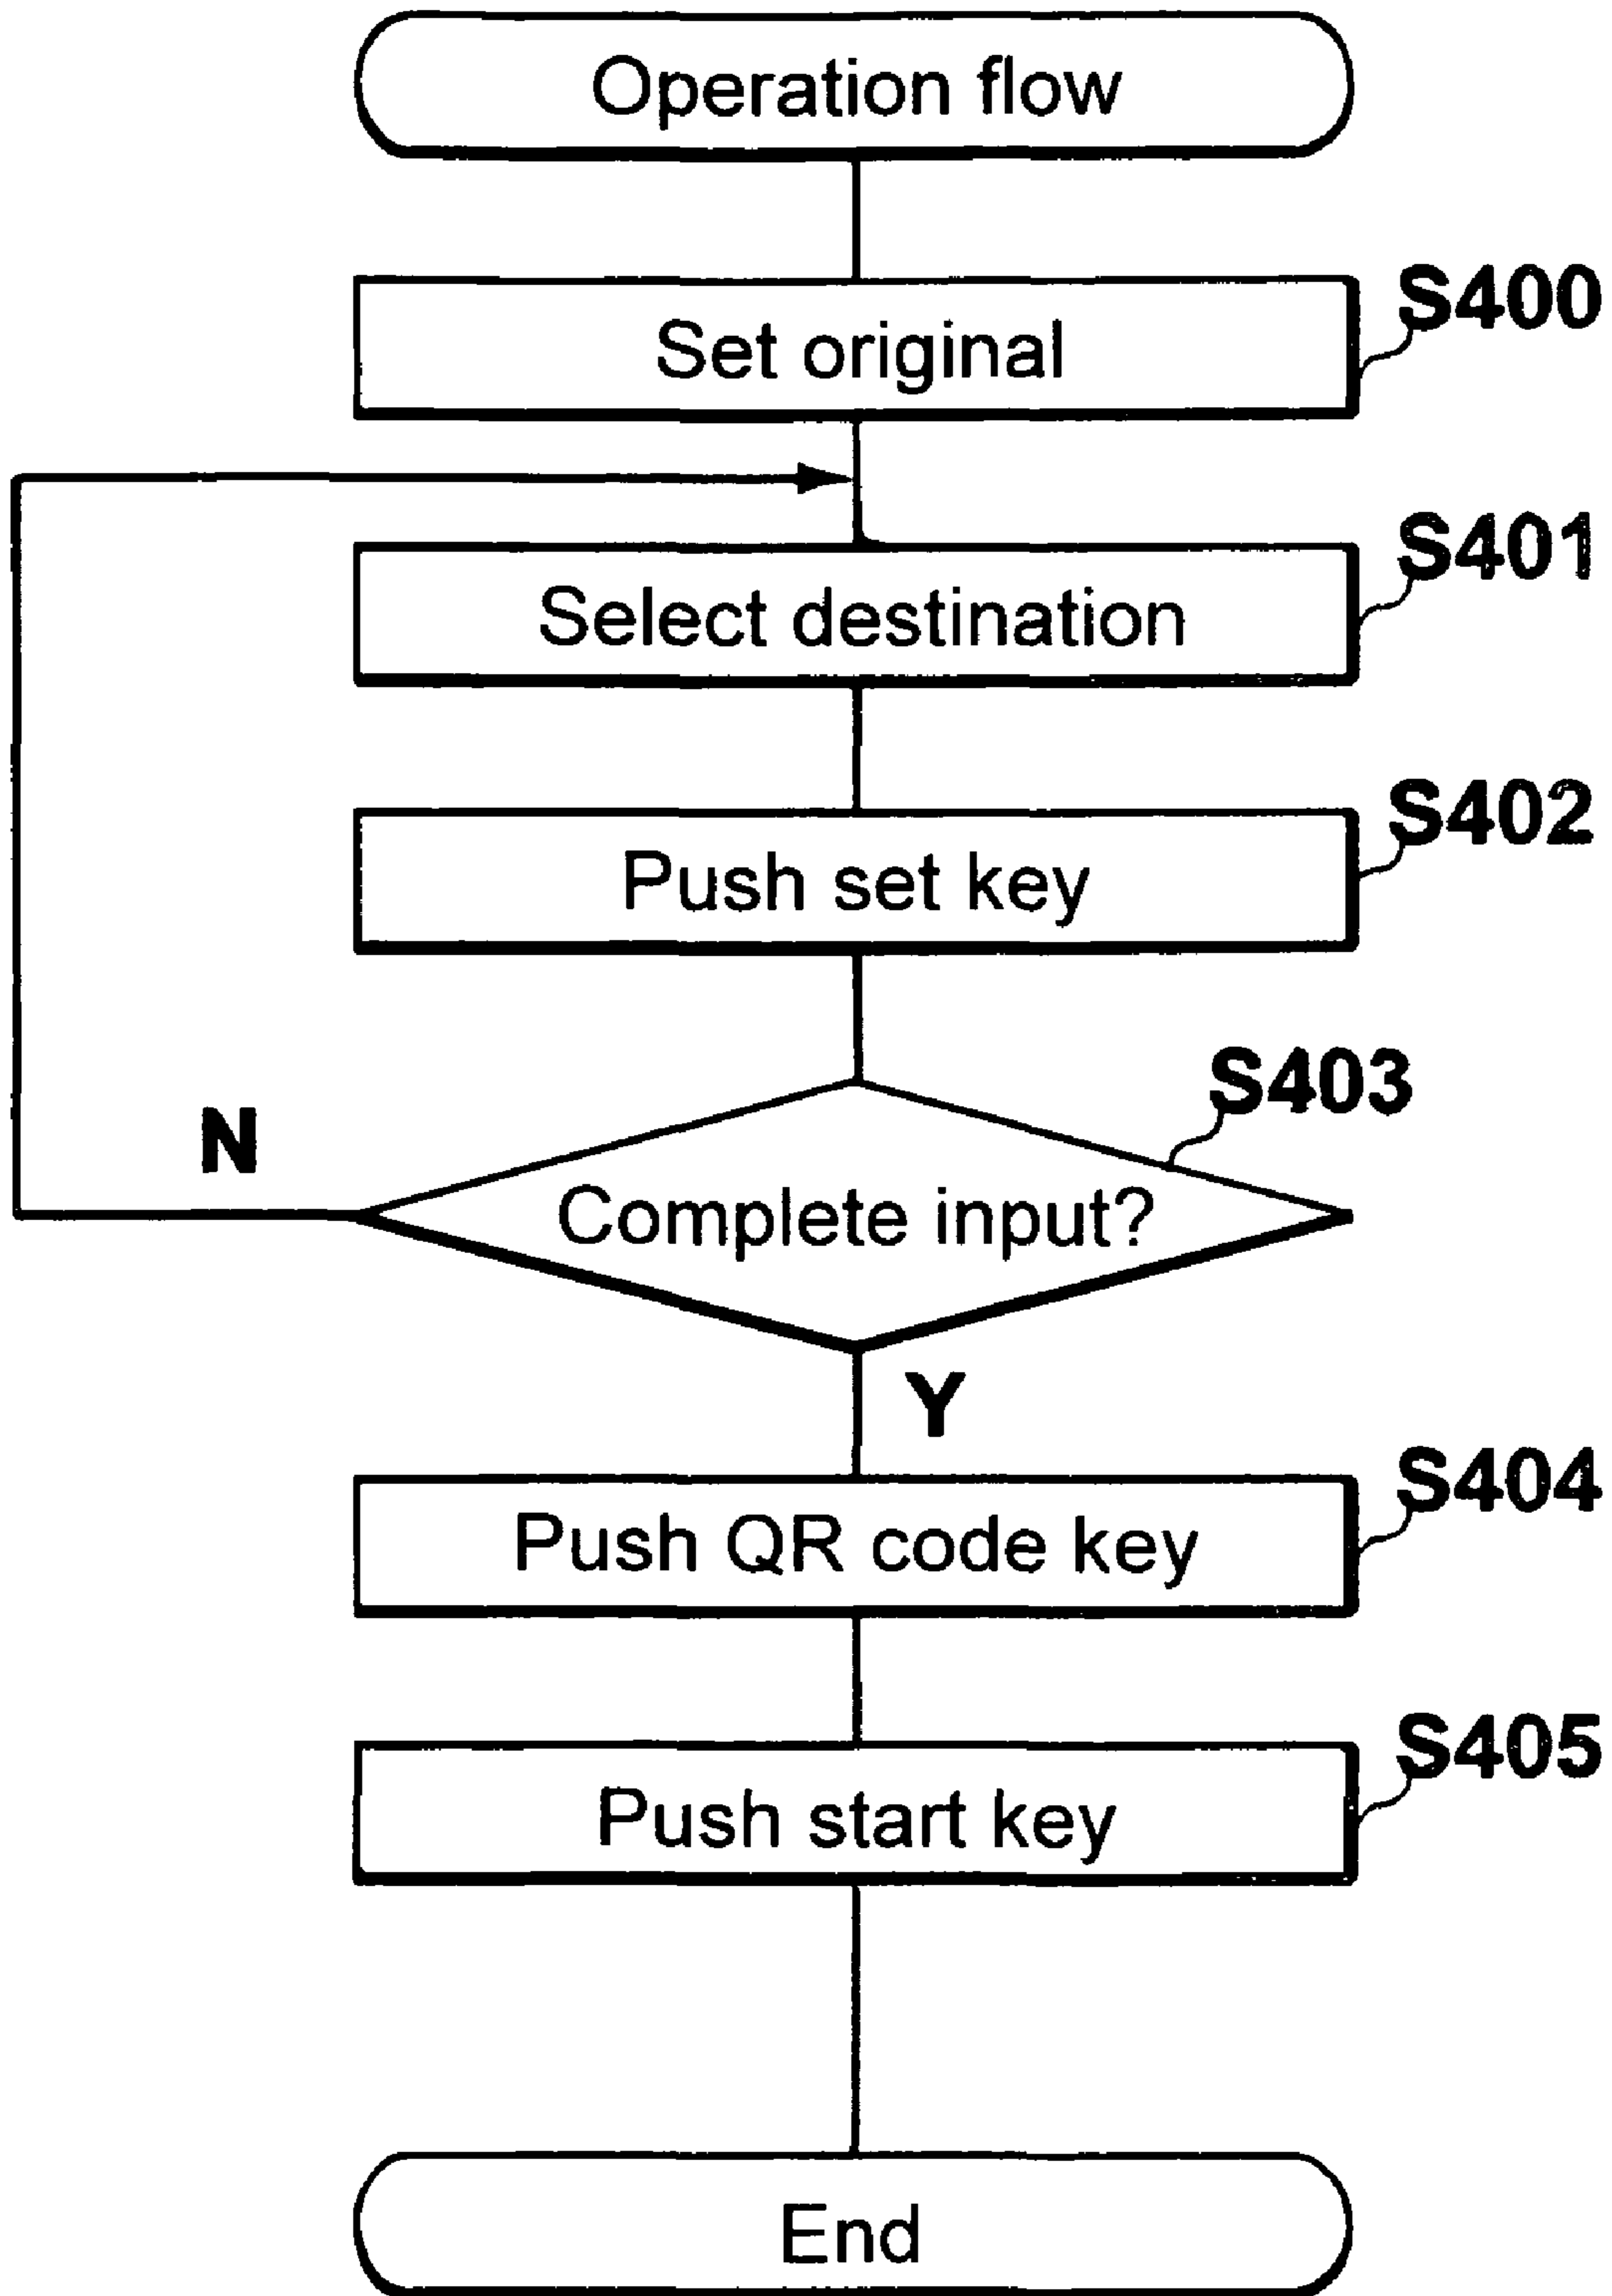 Operation flow
S400
Set original
S401
Select destination
S402
Push set key
S403
N
Complete input?
Y
S404
Push QR code key
S405
Push start key
End